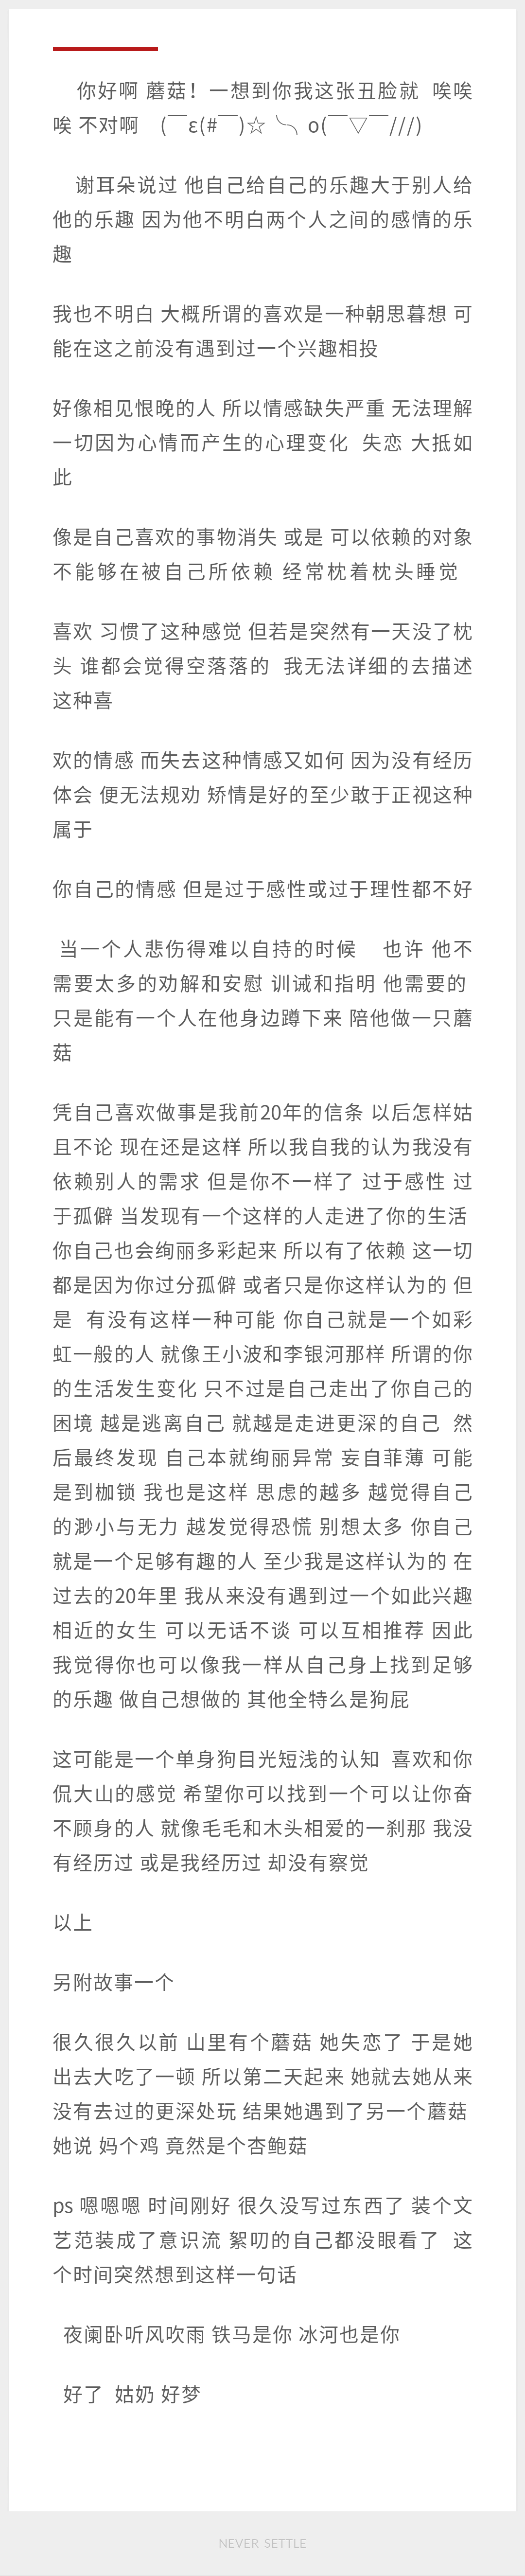 你好啊 蘑菇！一想到你我这张丑脸就  唉唉
唉 不对啊    (￣ε(#￣)☆╰╮o(￣▽￣///)
谢耳朵说过 他自己给自己的乐趣大于别人给
他的乐趣 因为他不明白两个人之间的感情的乐
趣
我也不明白 大概所谓的喜欢是一种朝思暮想 可
能在这之前没有遇到过一个兴趣相投
好像相见恨晚的人 所以情感缺失严重 无法理解
一切因为心情而产生的心理变化  失恋 大抵如
此
像是自己喜欢的事物消失 或是 可以依赖的对象
不能够在被自己所依赖 经常枕着枕头睡觉
喜欢 习惯了这种感觉 但若是突然有一天没了枕
头 谁都会觉得空落落的  我无法详细的去描述
这种喜
欢的情感 而失去这种情感又如何 因为没有经历
体会 便无法规劝 矫情是好的至少敢于正视这种
属于
你自己的情感 但是过于感性或过于理性都不好
当一个人悲伤得难以自持的时候    也许 他不
需要太多的劝解和安慰 训诫和指明 他需要的
只是能有一个人在他身边蹲下来 陪他做一只蘑
菇
凭自己喜欢做事是我前20年的信条 以后怎样姑
且不论 现在还是这样 所以我自我的认为我没有
依赖别人的需求 但是你不一样了 过于感性 过
于孤僻 当发现有一个这样的人走进了你的生活
你自己也会绚丽多彩起来 所以有了依赖 这一切
都是因为你过分孤僻 或者只是你这样认为的 但
是  有没有这样一种可能 你自己就是一个如彩
虹一般的人 就像王小波和李银河那样 所谓的你
的生活发生变化 只不过是自己走出了你自己的
困境 越是逃离自己 就越是走进更深的自己  然
后最终发现 自己本就绚丽异常 妄自菲薄 可能
是到枷锁 我也是这样 思虑的越多 越觉得自己
的渺小与无力 越发觉得恐慌 别想太多 你自己
就是一个足够有趣的人 至少我是这样认为的 在
过去的20年里 我从来没有遇到过一个如此兴趣
相近的女生 可以无话不谈 可以互相推荐 因此
我觉得你也可以像我一样从自己身上找到足够
的乐趣 做自己想做的 其他全特么是狗屁
这可能是一个单身狗目光短浅的认知  喜欢和你
侃大山的感觉 希望你可以找到一个可以让你奋
不顾身的人 就像毛毛和木头相爱的一刹那 我没
有经历过 或是我经历过 却没有察觉
以上
另附故事一个
很久很久以前 山里有个蘑菇 她失恋了 于是她
出去大吃了一顿 所以第二天起来 她就去她从来
没有去过的更深处玩 结果她遇到了另一个蘑菇
她说 妈个鸡 竟然是个杏鲍菇
ps 嗯嗯嗯 时间刚好 很久没写过东西了 装个文
艺范装成了意识流 絮叨的自己都没眼看了  这
个时间突然想到这样一句话
夜阑卧听风吹雨 铁马是你 冰河也是你
好了  姑奶 好梦
NEVER SETTLE